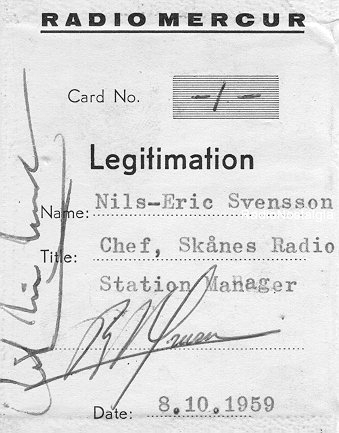 RADIO MERCUR
Card No. -1-
Legitimation
Name: Nils-Eric Svensson
Title: Chef, Skånes Radio
Station Manager
Date: 8.10.1959